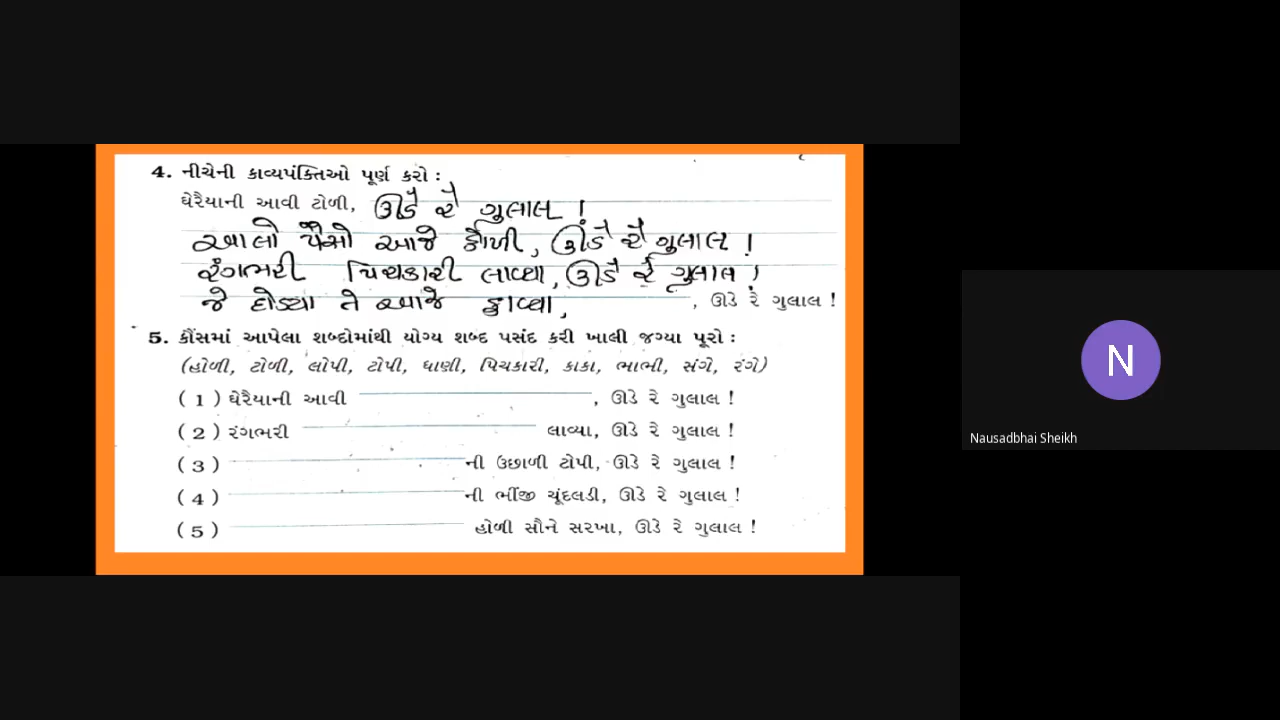 4. નીચેની કાવ્યપંક્તિઓ પૂર્ણ કરો :
ઘેરૈયાની આવી ટોળી, ઊડે રે ગુલાલ !
આલો પૈસો આજે ફોળી, ઊડે રે ગુલાલ !
રંગભરી પિચકારી લાવ્યા, ઊડે રે ગુલાલ !
જે દોડ્યા તે આજે ફાવ્યા, , ઊડે રે ગુલાલ !
5. કૌંસમાં આપેલા શબ્દોમાંથી યોગ્ય શબ્દ પસંદ કરી ખાલી જગ્યા પૂરો :
(હોળી, ટોળી, લોપી, ટોપી, ધાણી, પિચકારી, કાકા, ભાભી, સંગે, રંગે)
( 1 ) ઘેરૈયાની આવી , ઊડે રે ગુલાલ !
( 2 ) રંગભરી લાવ્યા, ઊડે રે ગુલાલ !
( 3 ) ની ઉછાળી ટોપી, ઊડે રે ગુલાલ !
( 4 ) ની ભીંજી ચૂંદલડી, ઊડે રે ગુલાલ !
( 5 ) હોળી સૌને સરખા, ઊડે રે ગુલાલ !
N
Nausadbhai Sheikh